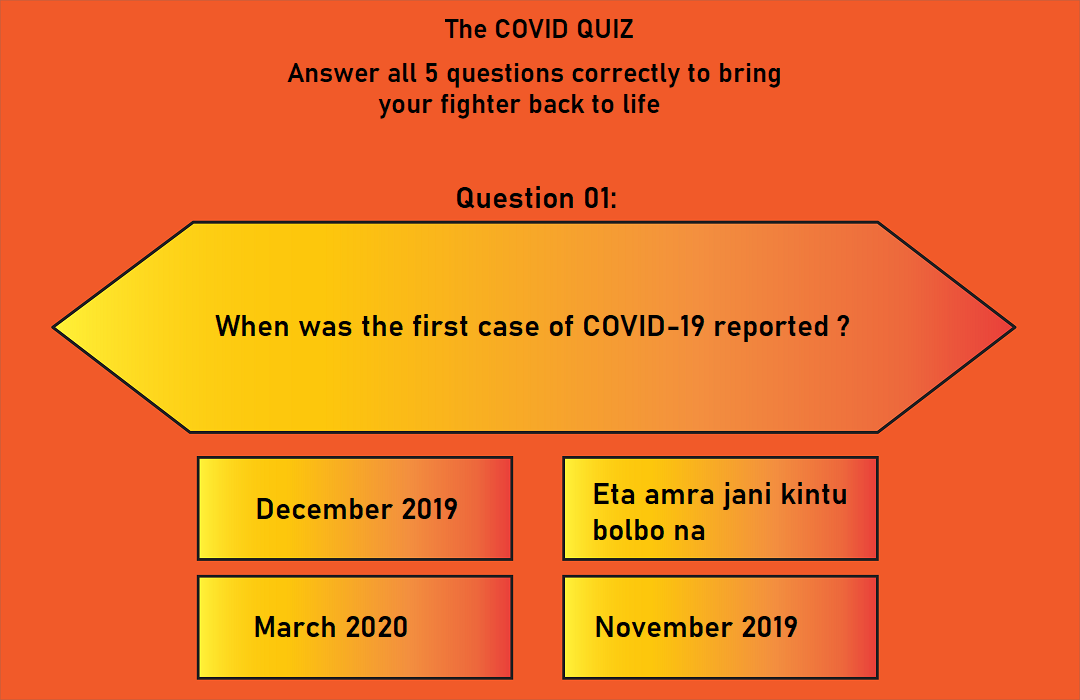 The COVID QUIZ
Answer all 5 questions correctly to bring
your fighter back to life
Question 01:
When was the first case of COVID-19 reported ?
December 2019
Eta amra jani kintu
bolbo na
March 2020
November 2019